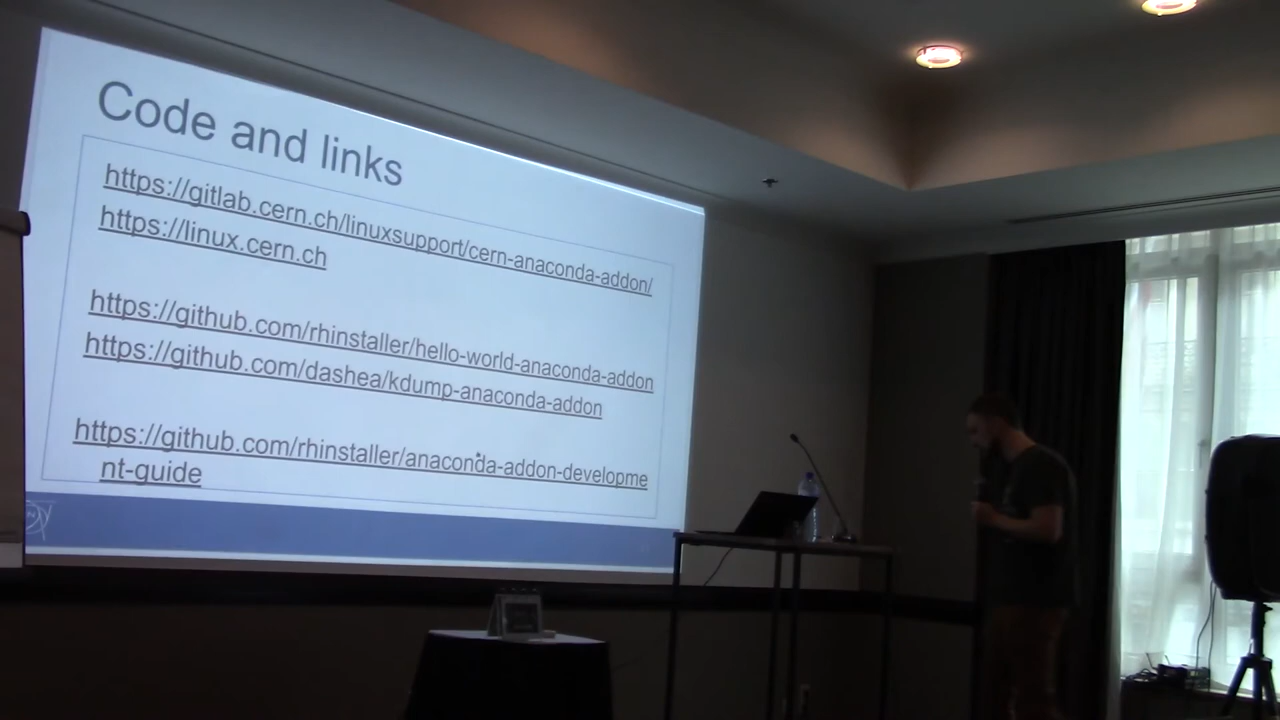 Code and links
https://gitlab.cern.ch/linuxsupport/cern-anaconda-addon/
https://linux.cern.ch
https://github.com/rhinstaller/hello-world-anaconda-addon
https://github.com/dashea/kdump-anaconda-addon
https://github.com/rhinstaller/anaconda-addon-developme
nt-guide